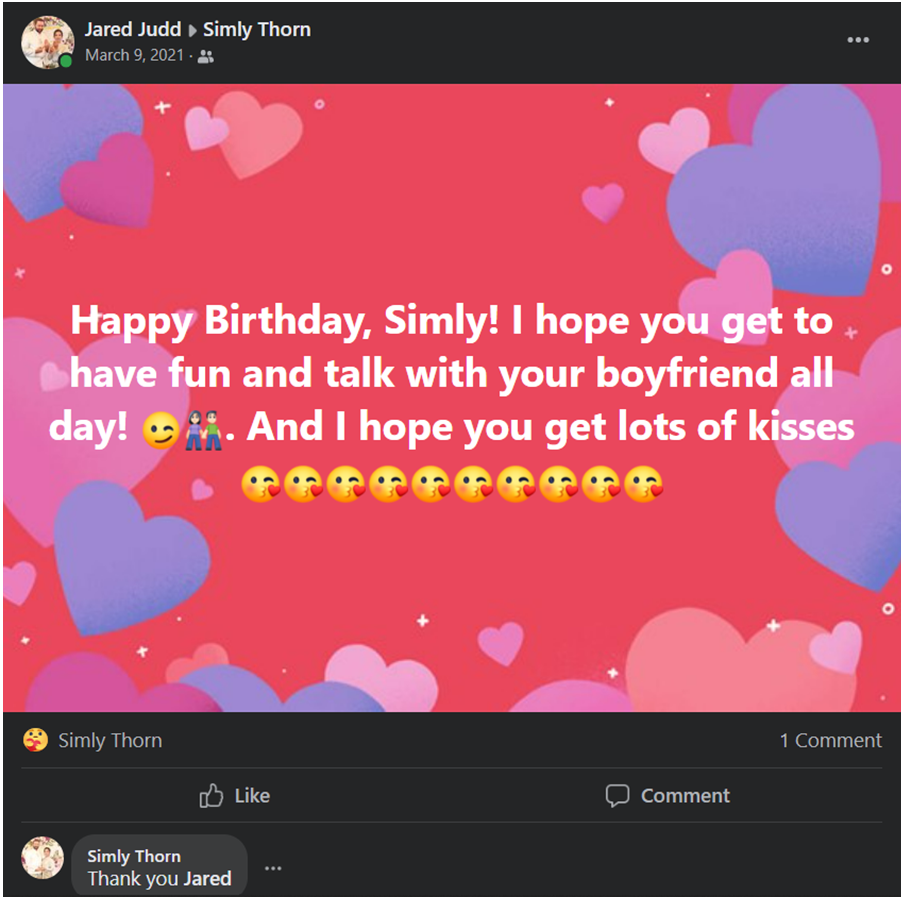 Jared Judd ▸ Simly Thorn
March 9, 2021 ·
Happy Birthday, Simly! I hope you get to
have fun and talk with your boyfriend all
day! 😉👫. And I hope you get lots of kisses
😘😘😘😘😘😘😘😘😘😘
Simly Thorn
1 Comment
Like
Comment
Simly Thorn
Thank you Jared